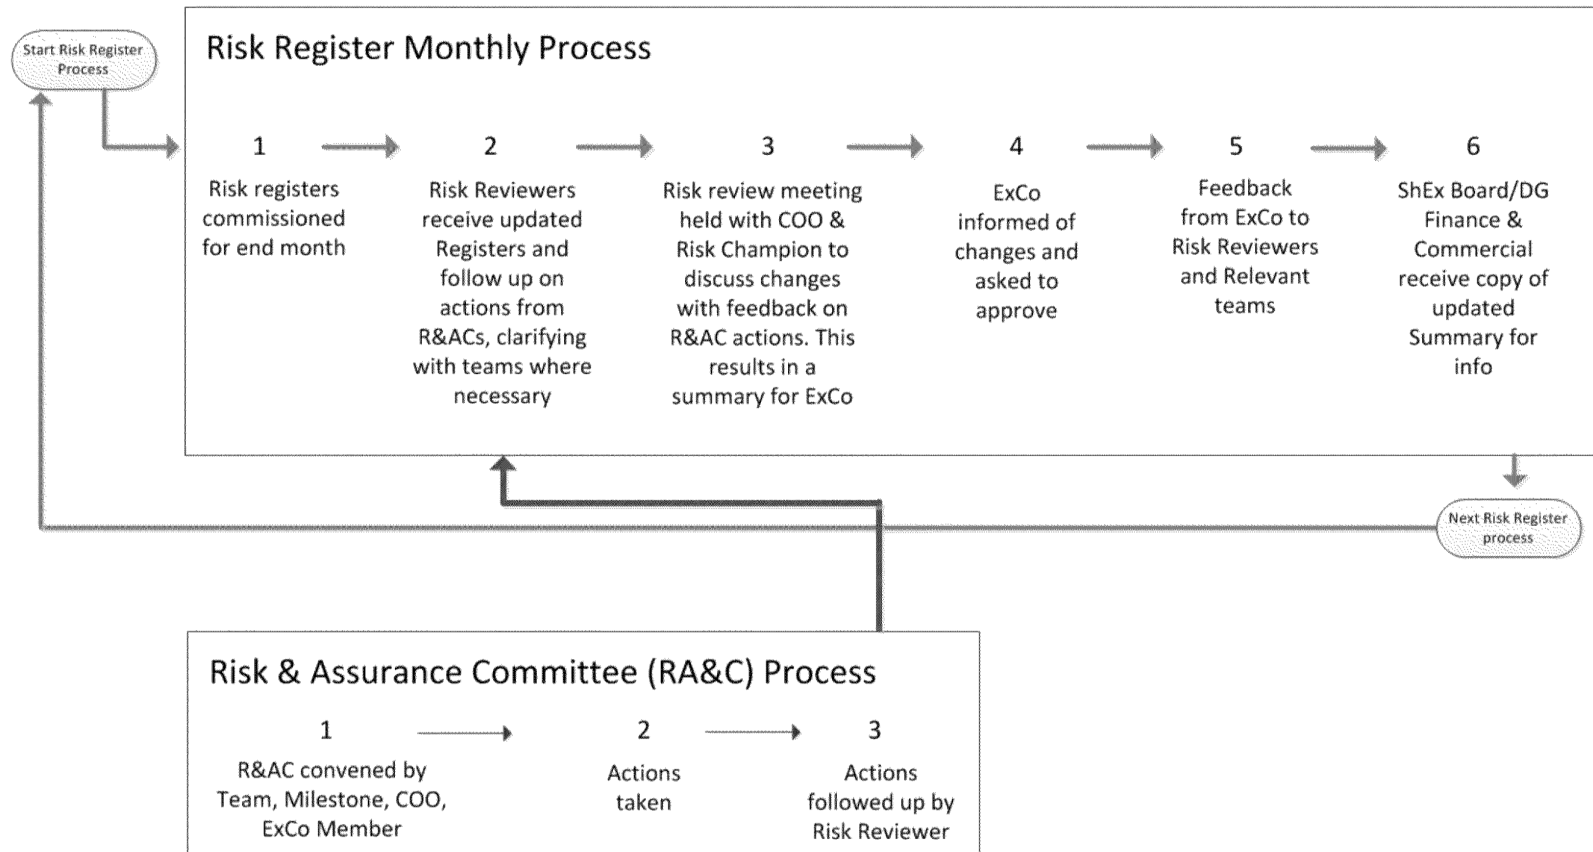 Start Risk Register
Process
Risk Register Monthly Process
1
Risk registers
commissioned
for end month
2
Risk Reviewers
receive updated
Registers and
follow up on
actions from
R&ACs, clarifying
with teams where
necessary
3
Risk review meeting
held with COO &
Risk Champion to
discuss changes
with feedback on
R&AC actions. This
results in a
summary for ExCo
4
ExCo
informed of
changes and
asked to
approve
5
Feedback
from ExCo to
Risk Reviewers
and Relevant
teams
6
ShEx Board/DG
Finance &
Commercial
receive copy of
updated
Summary for
info
Next Risk Register
process
Risk & Assurance Committee (RA&C) Process
1
R&AC convened by
Team, Milestone, COO,
ExCo Member
2
Actions
taken
3
Actions
followed up by
Risk Reviewer